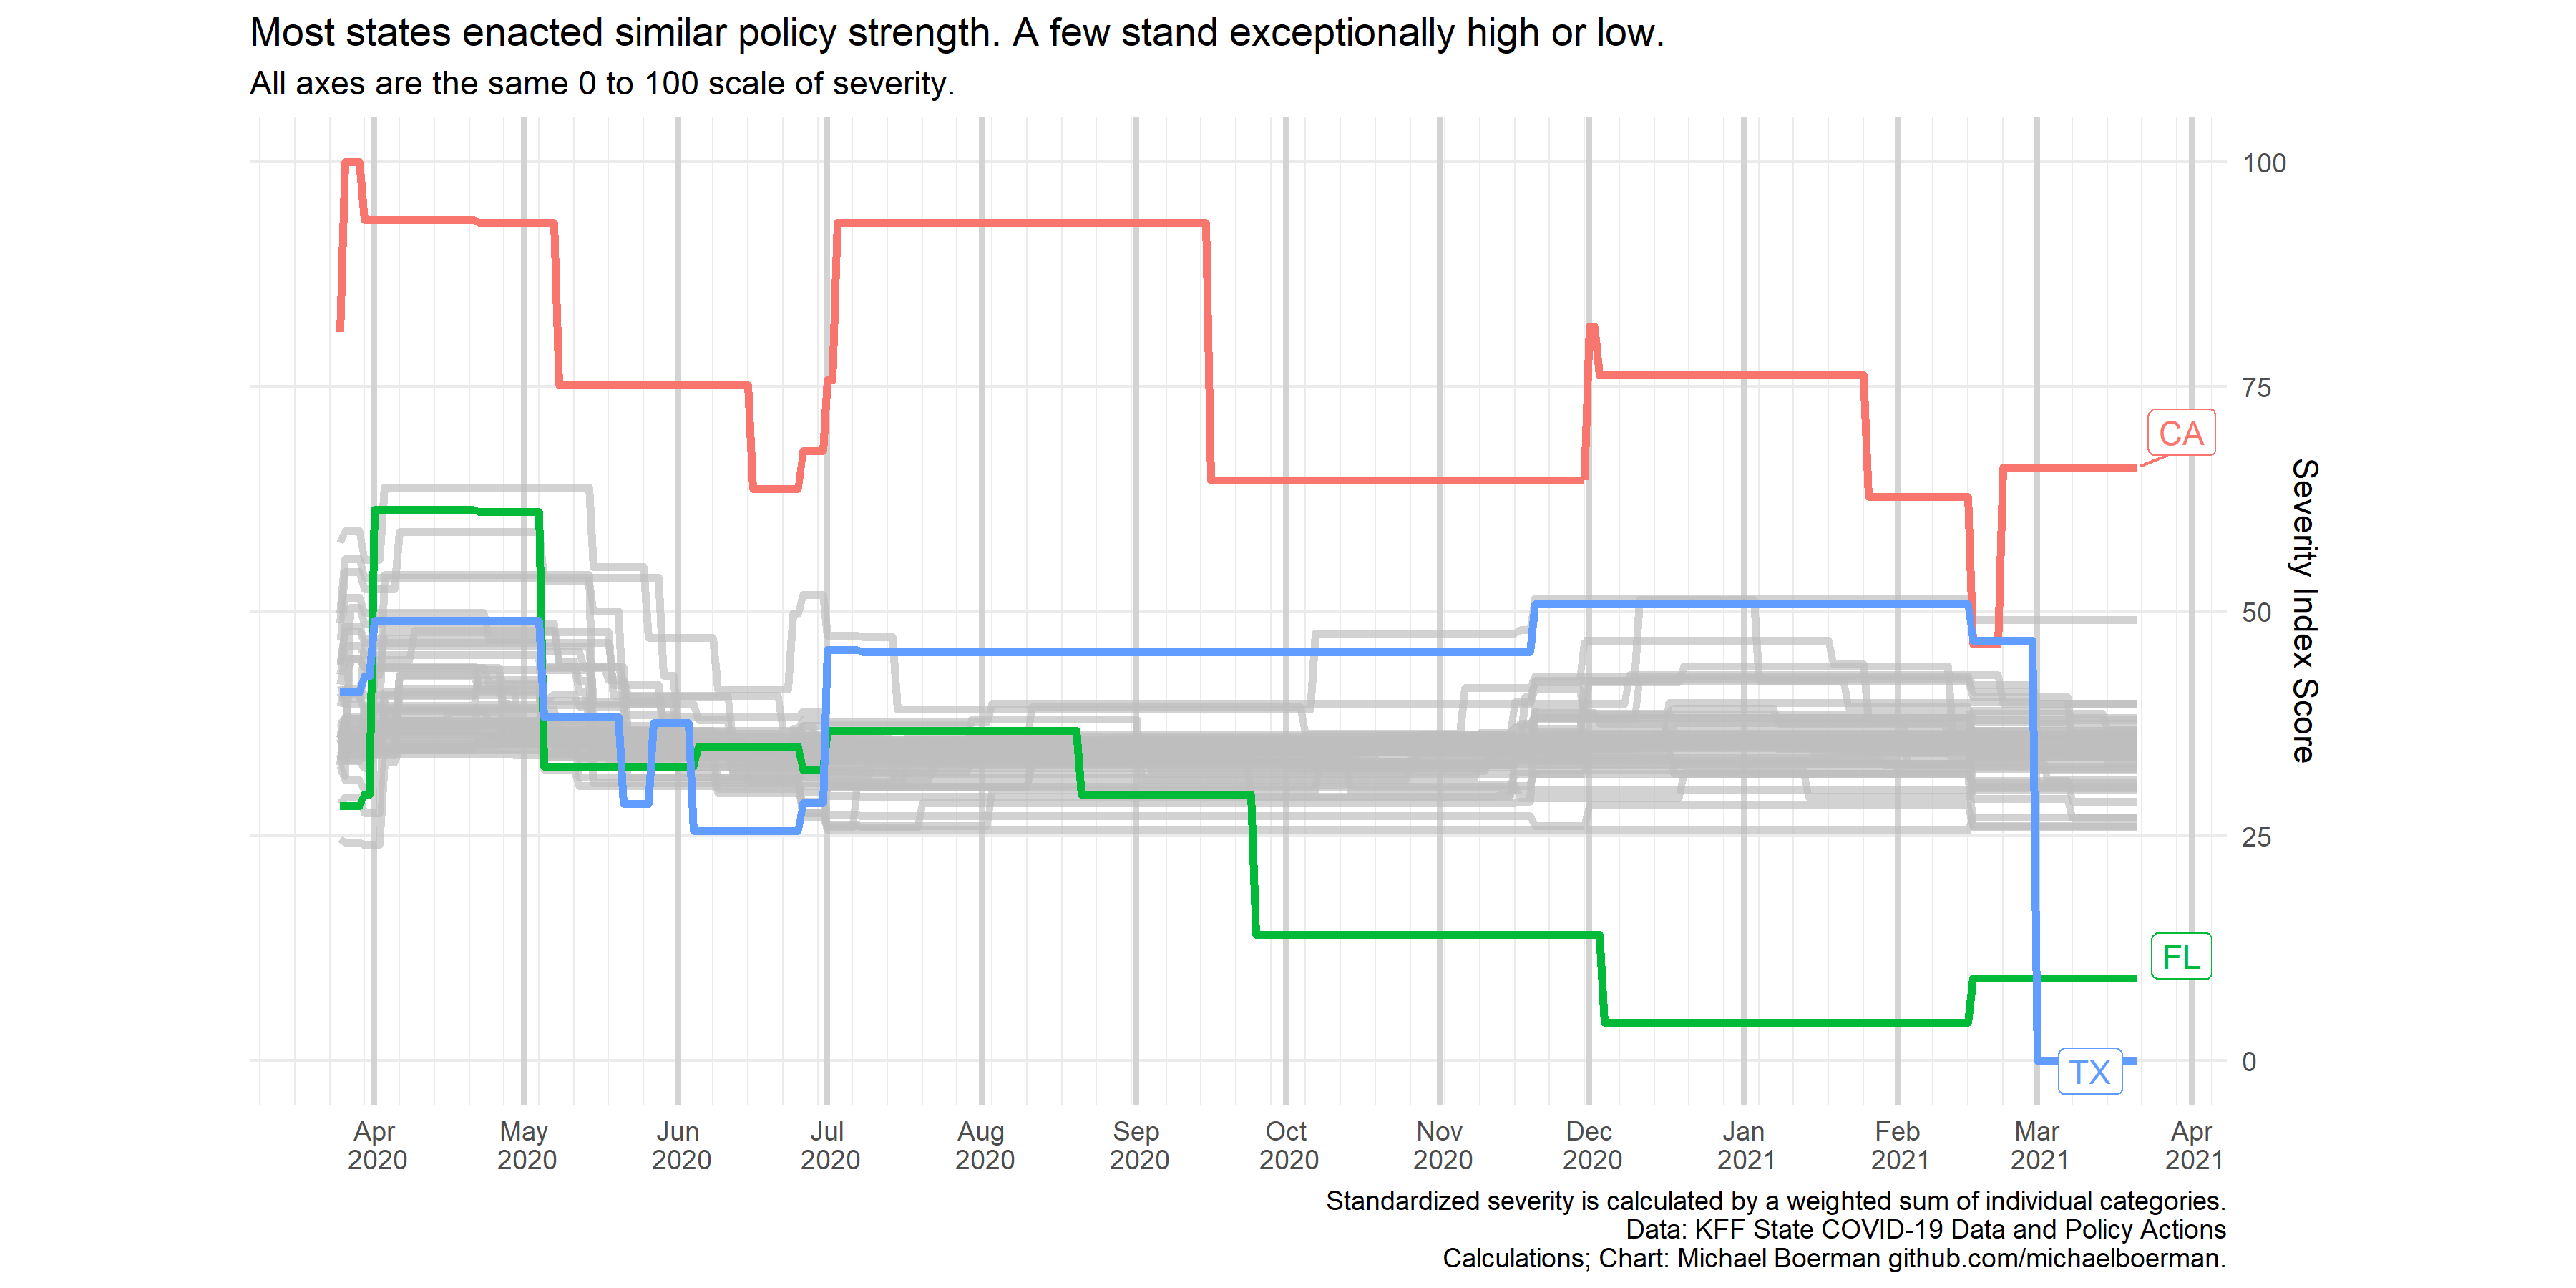 Most states enacted similar policy strength. A few stand exceptionally high or low.
All axes are the same 0 to 100 scale of severity.
100
75
50
25
0
Severity Index Score
CA
FL
TX
Apr 2020
May 2020
Jun 2020
Jul 2020
Aug 2020
Sep 2020
Oct 2020
Nov 2020
Dec 2020
Jan 2021
Feb 2021
Mar 2021
Apr 2021
Standardized severity is calculated by a weighted sum of individual categories.
Data: KFF State COVID-19 Data and Policy Actions
Calculations; Chart: Michael Boerman github.com/michaelboerman.